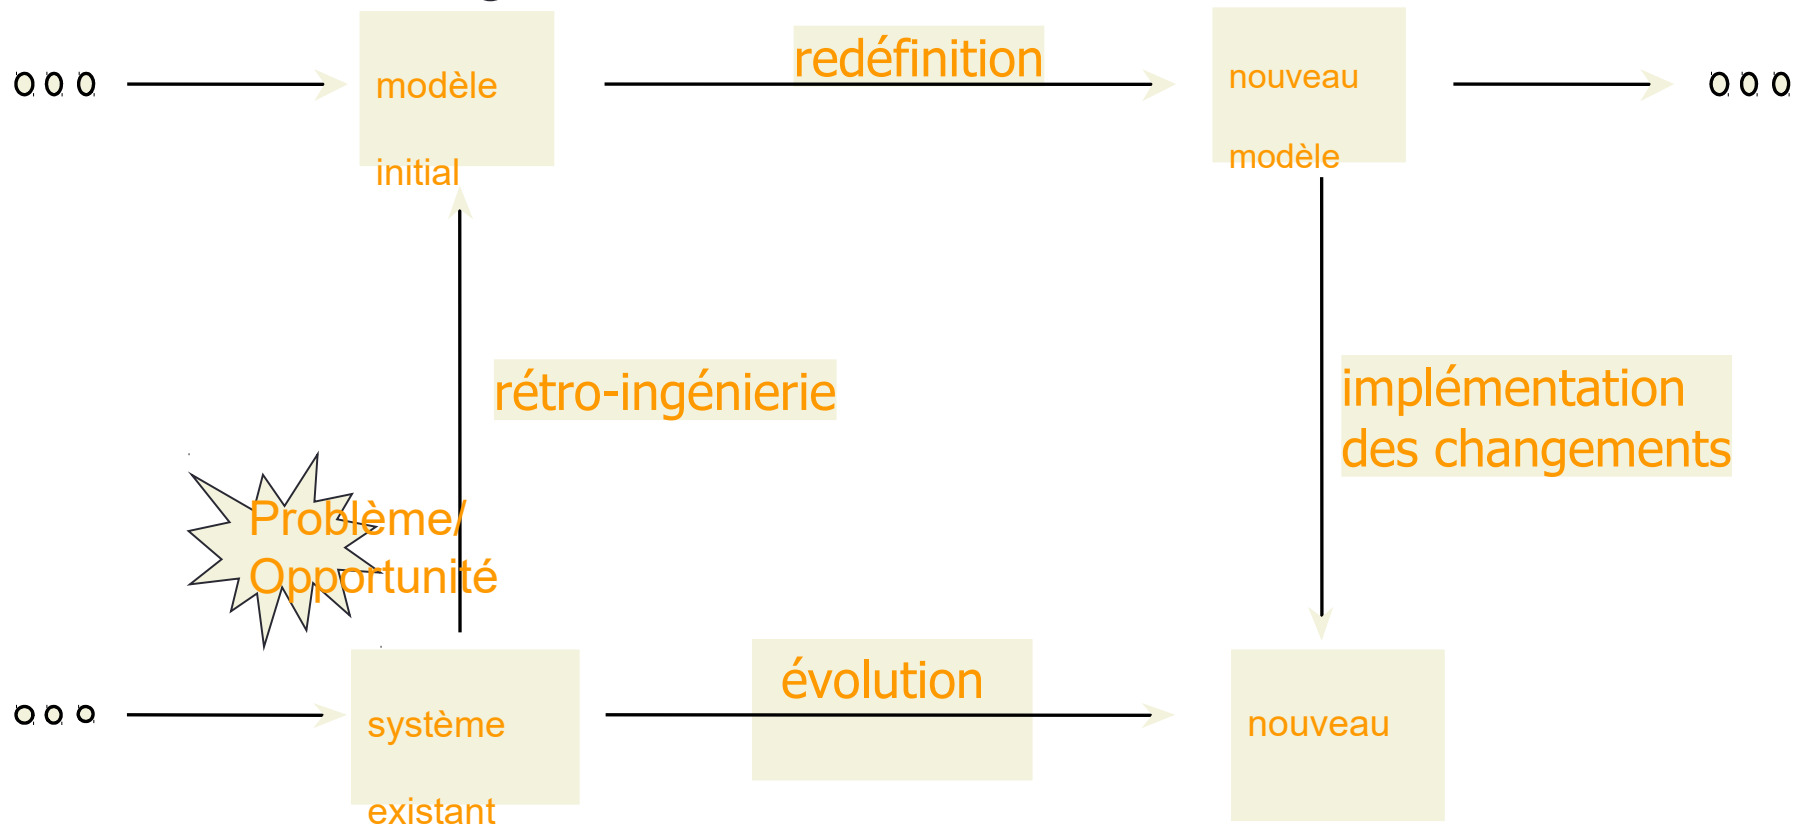 redéfinition
modèle
initial
nouveau
modèle
rétro-ingénierie
implémentation
des changements
Problème/
Opportunité
évolution
système
existant
nouveau